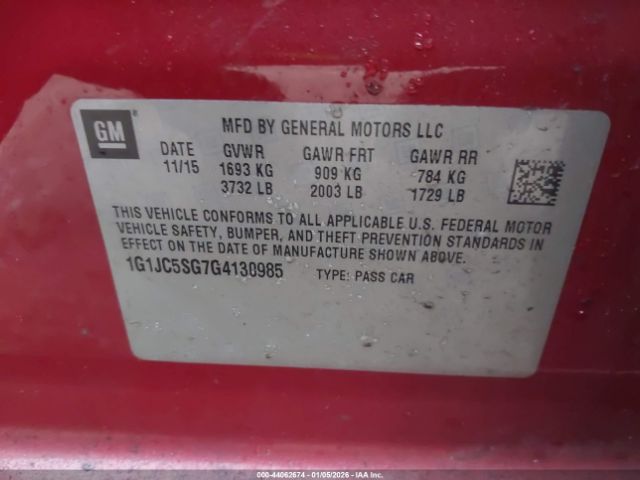 GM
MFD BY GENERAL MOTORS LLC
DATE GVWR GAWR FRT GAWR RR
11/15 1693 KG 909 KG 784 KG
3732 LB 2003 LB 1729 LB
THIS VEHICLE CONFORMS TO ALL APPLICABLE U.S. FEDERAL MOTOR
VEHICLE SAFETY, BUMPER, AND THEFT PREVENTION STANDARDS IN
EFFECT ON THE DATE OF MANUFACTURE SHOWN ABOVE.
1G1JC5SG7G4130985 TYPE: PASS CAR
000-44062674 - 01/05/2026 - COPYRIGHT IAA, LLC